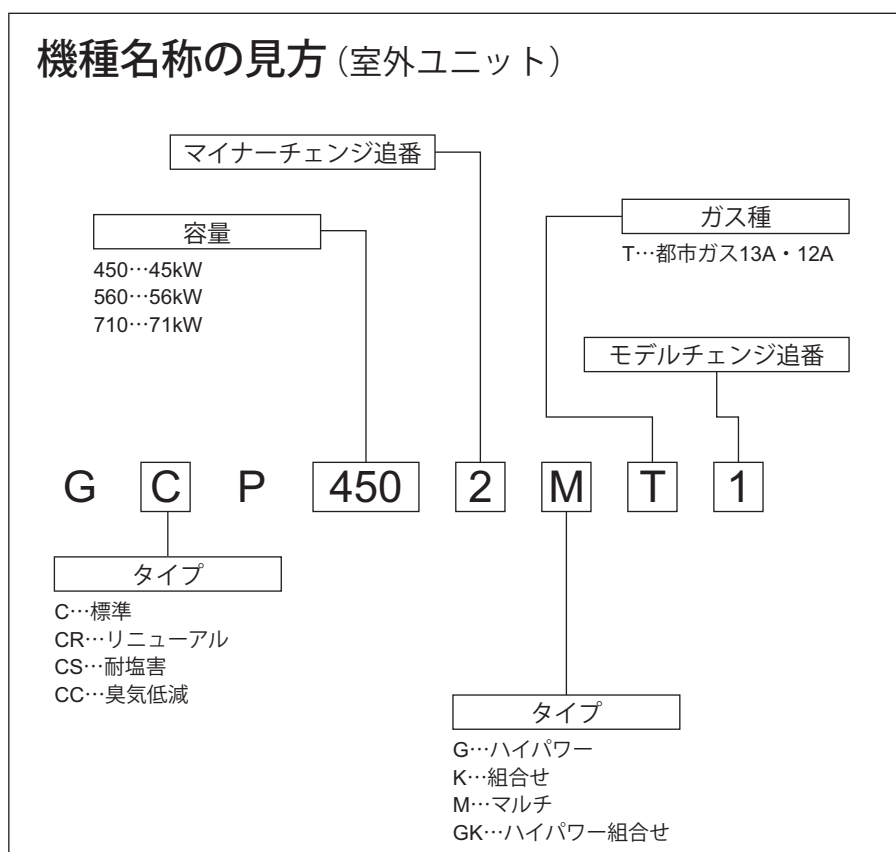 機種名称の見方（室外ユニット）
マイナーチェンジ追番
容量
450…45kW
560…56kW
710…71kW
ガス種
T…都市ガス13A・12A
モデルチェンジ追番
G C P 450 2 M T 1
タイプ
C…標準
CR…リニューアル
CS…耐塩害
CC…臭気低減
タイプ
G…ハイパワー
K…組合せ
M…マルチ
GK…ハイパワー組合せ